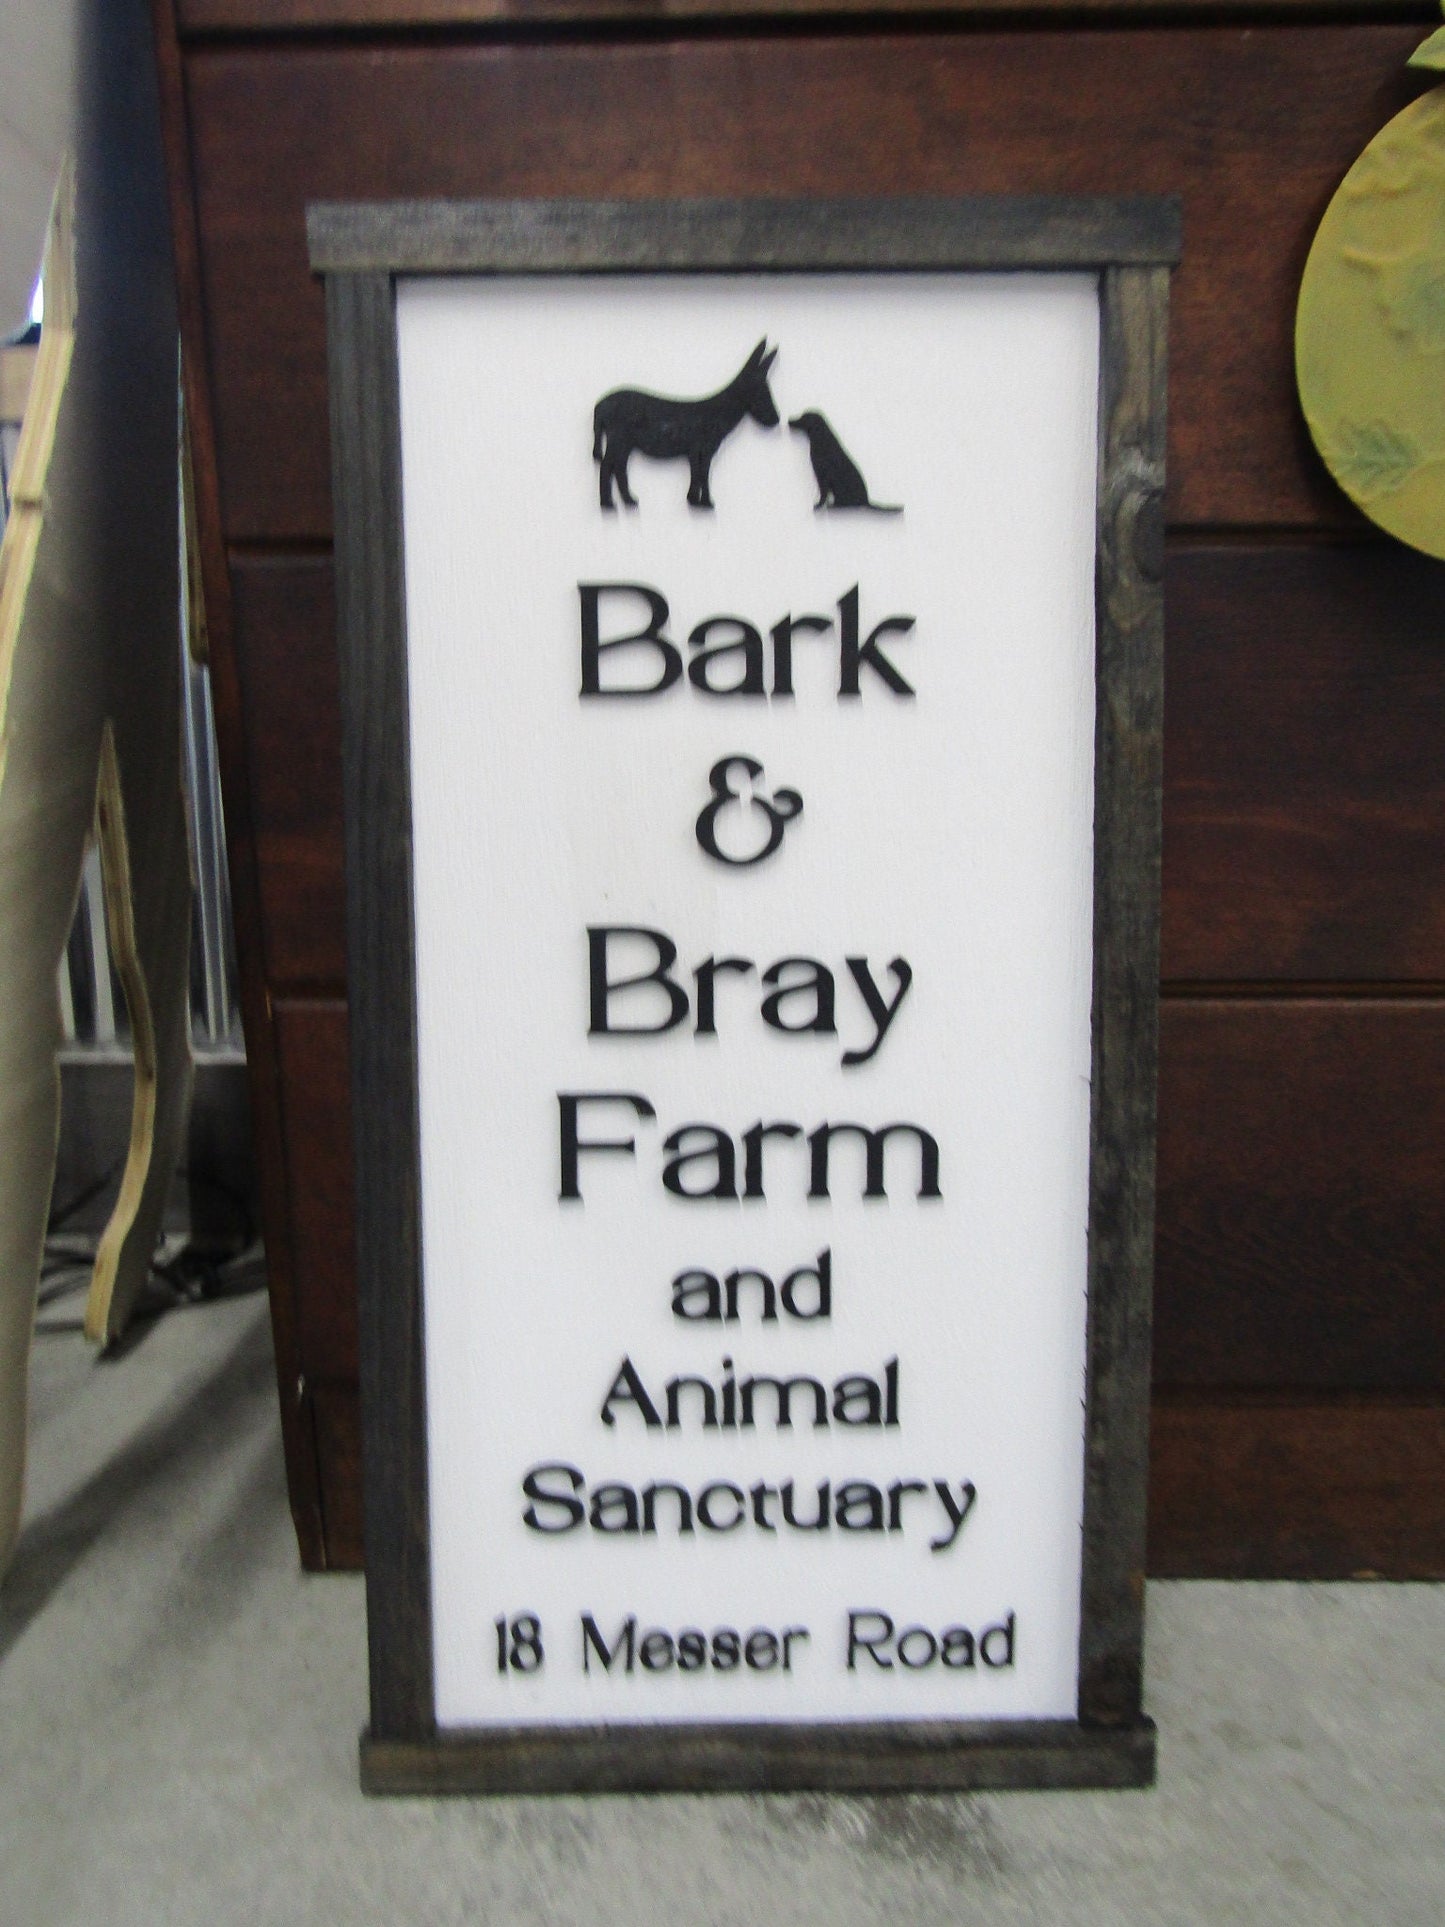 Bark
&
Bray
Farm
and
Animal
Sanctuary
18 Messer Road